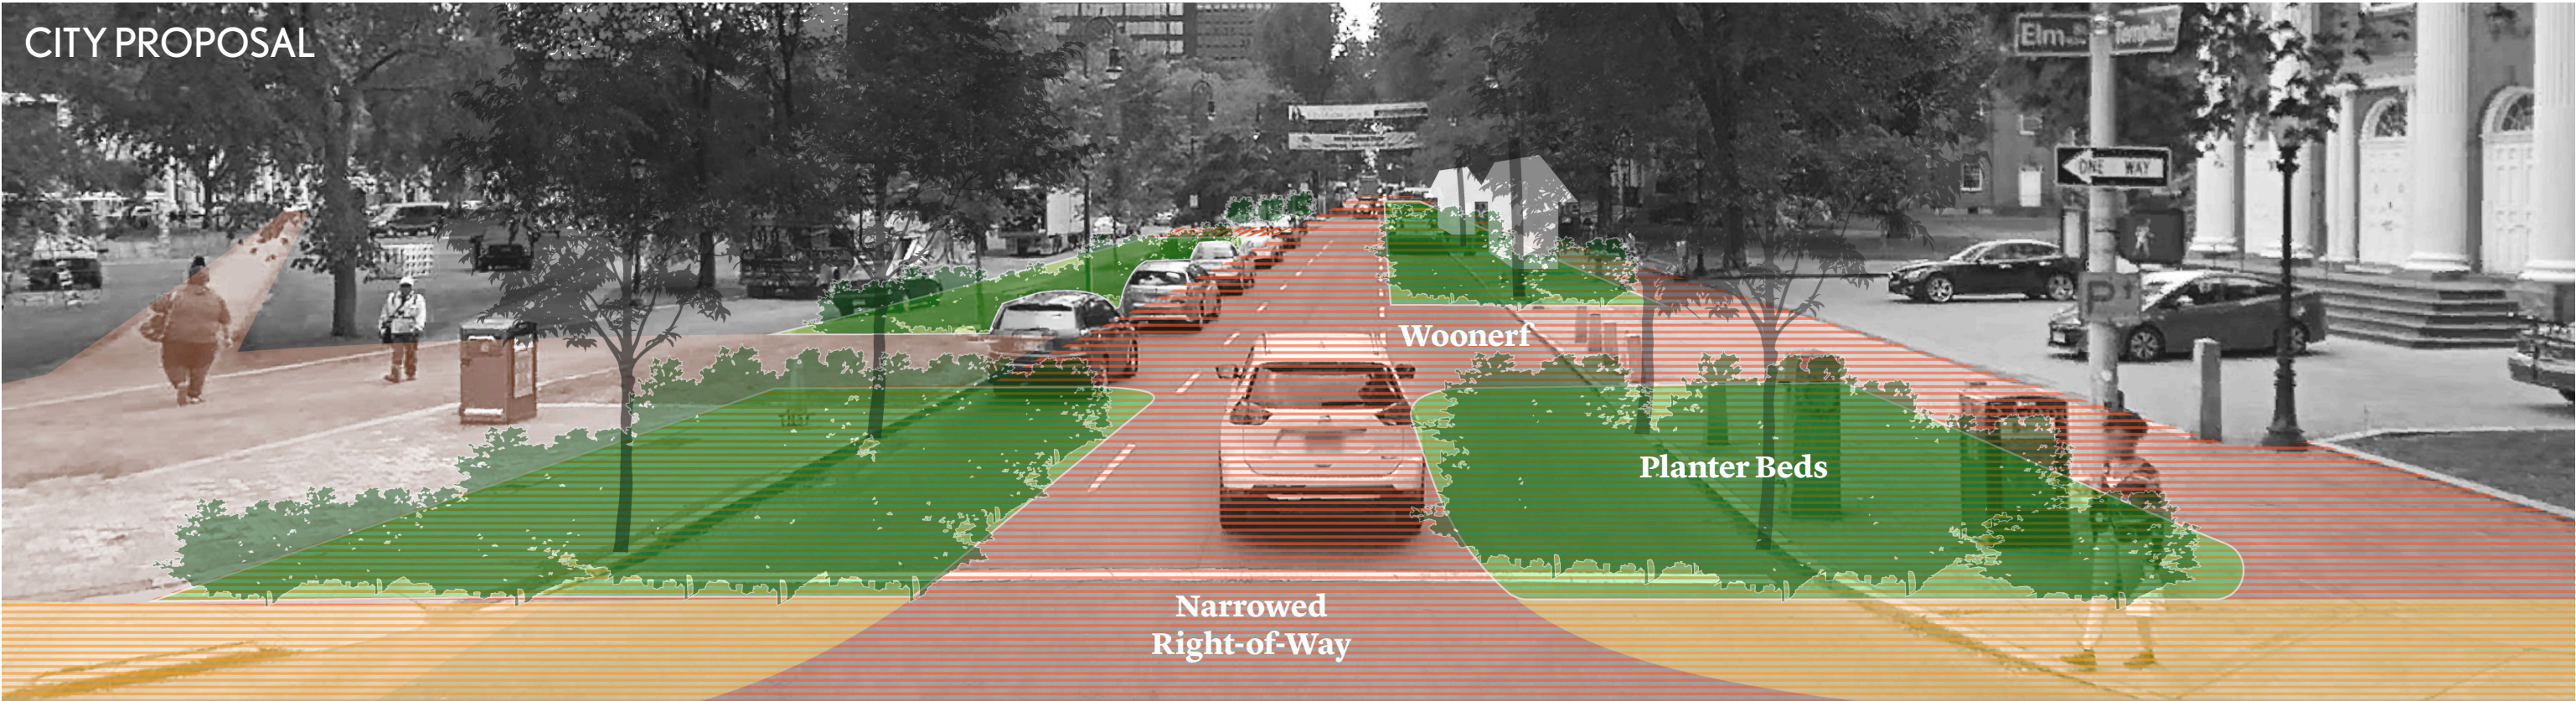 CITY PROPOSAL
Elm
Temple
ONE WAY
P
Woonerf
Planter Beds
Narrowed
Right-of-Way